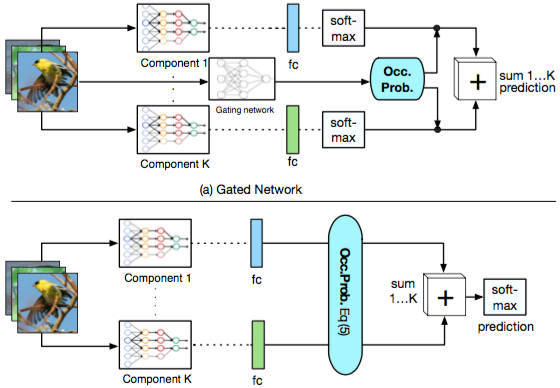 Component 1
fc
soft-
max
Gating network
Occ.
Prob.
sum 1...K
prediction
Component K
fc
soft-
max
(a) Gated Network
Component 1
fc
Occ.Prob. Eq (5)
sum
1...K
soft-
max
prediction
Component K
fc